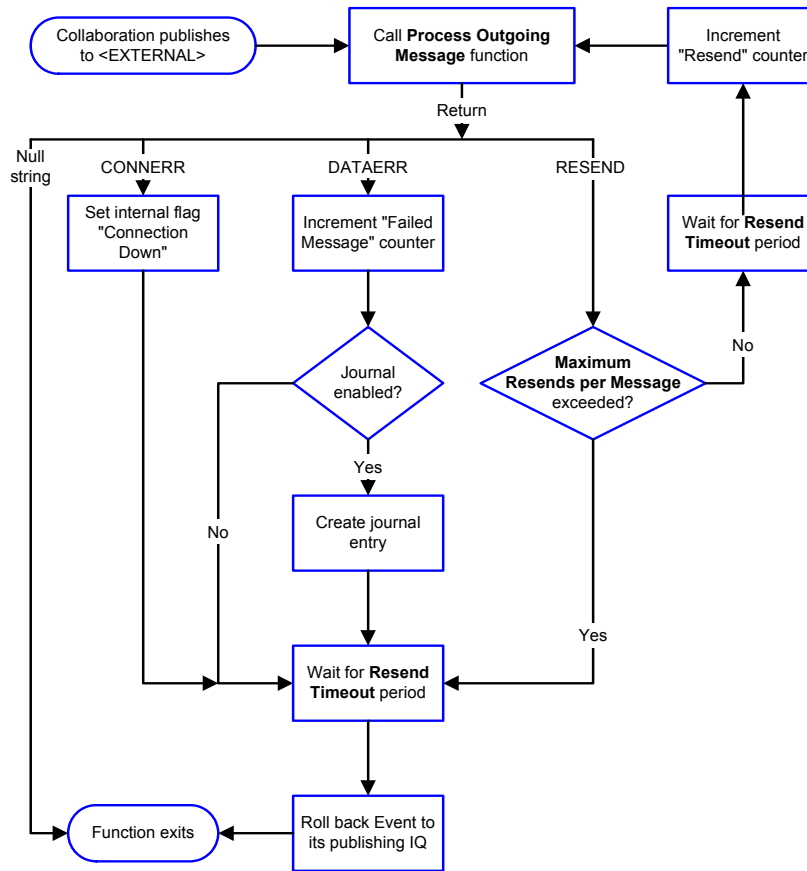 Collaboration publishes
to <EXTERNAL>
Call Process Outgoing
Message function
Increment
"Resend" counter
Return
Null
string
CONNERR
DATAERR
RESEND
Set internal flag
"Connection
Down"
Increment "Failed
Message" counter
Wait for Resend
Timeout period
Journal
enabled?
Maximum
Resends per Message
exceeded?
No
Yes
Create journal
entry
No
Yes
Wait for Resend
Timeout period
Function exits
Roll back Event to
its publishing IQ